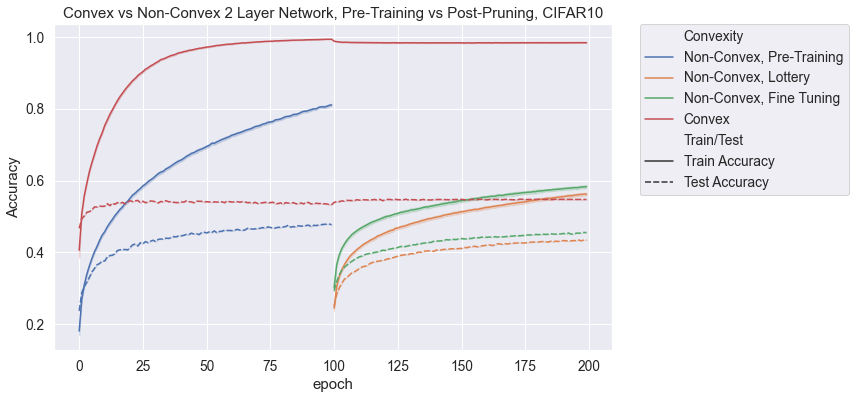 Convex vs Non-Convex 2 Layer Network, Pre-Training vs Post-Pruning, CIFAR10
1.0
0.8
0.6
0.4
0.2
Accuracy
0 25 50 75 100 125 150 175 200
epoch
Convexity
Non-Convex, Pre-Training
Non-Convex, Lottery
Non-Convex, Fine Tuning
Convex
Train/Test
Train Accuracy
Test Accuracy